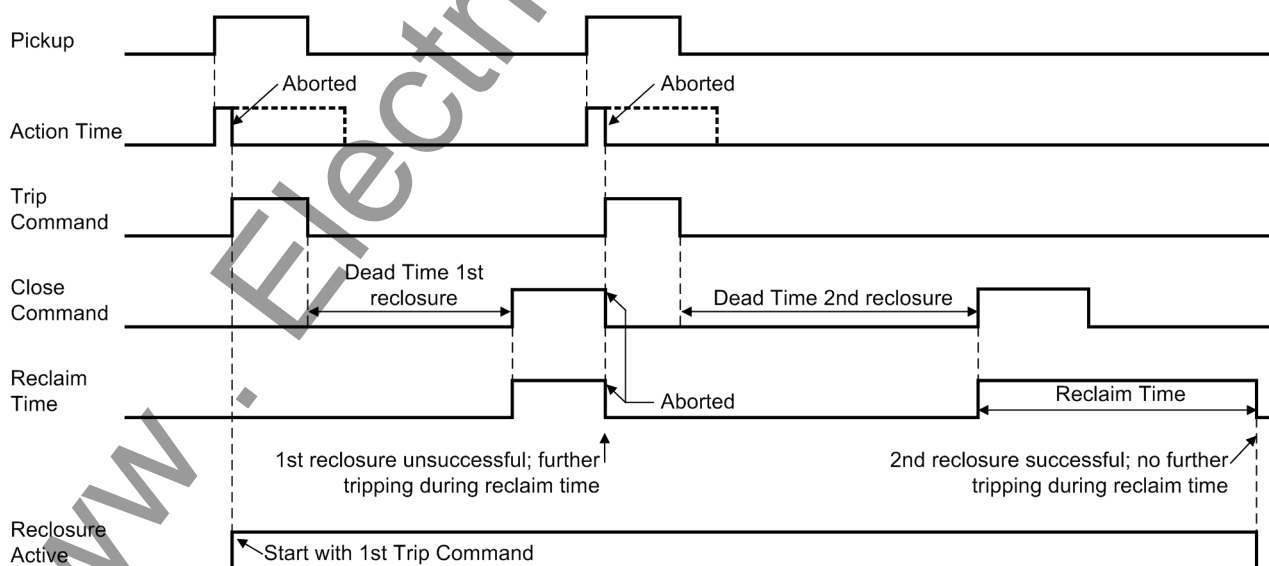 Pickup
Aborted
Aborted
Action Time
Trip
Command
Close
Command
Dead Time 1st
reclosure
Dead Time 2nd reclosure
Reclaim
Time
Aborted
Reclaim Time
1st reclosure unsuccessful; further
tripping during reclaim time
2nd reclosure successful; no further
tripping during reclaim time
Reclosure
Active
Start with 1st Trip Command
ww . Electr